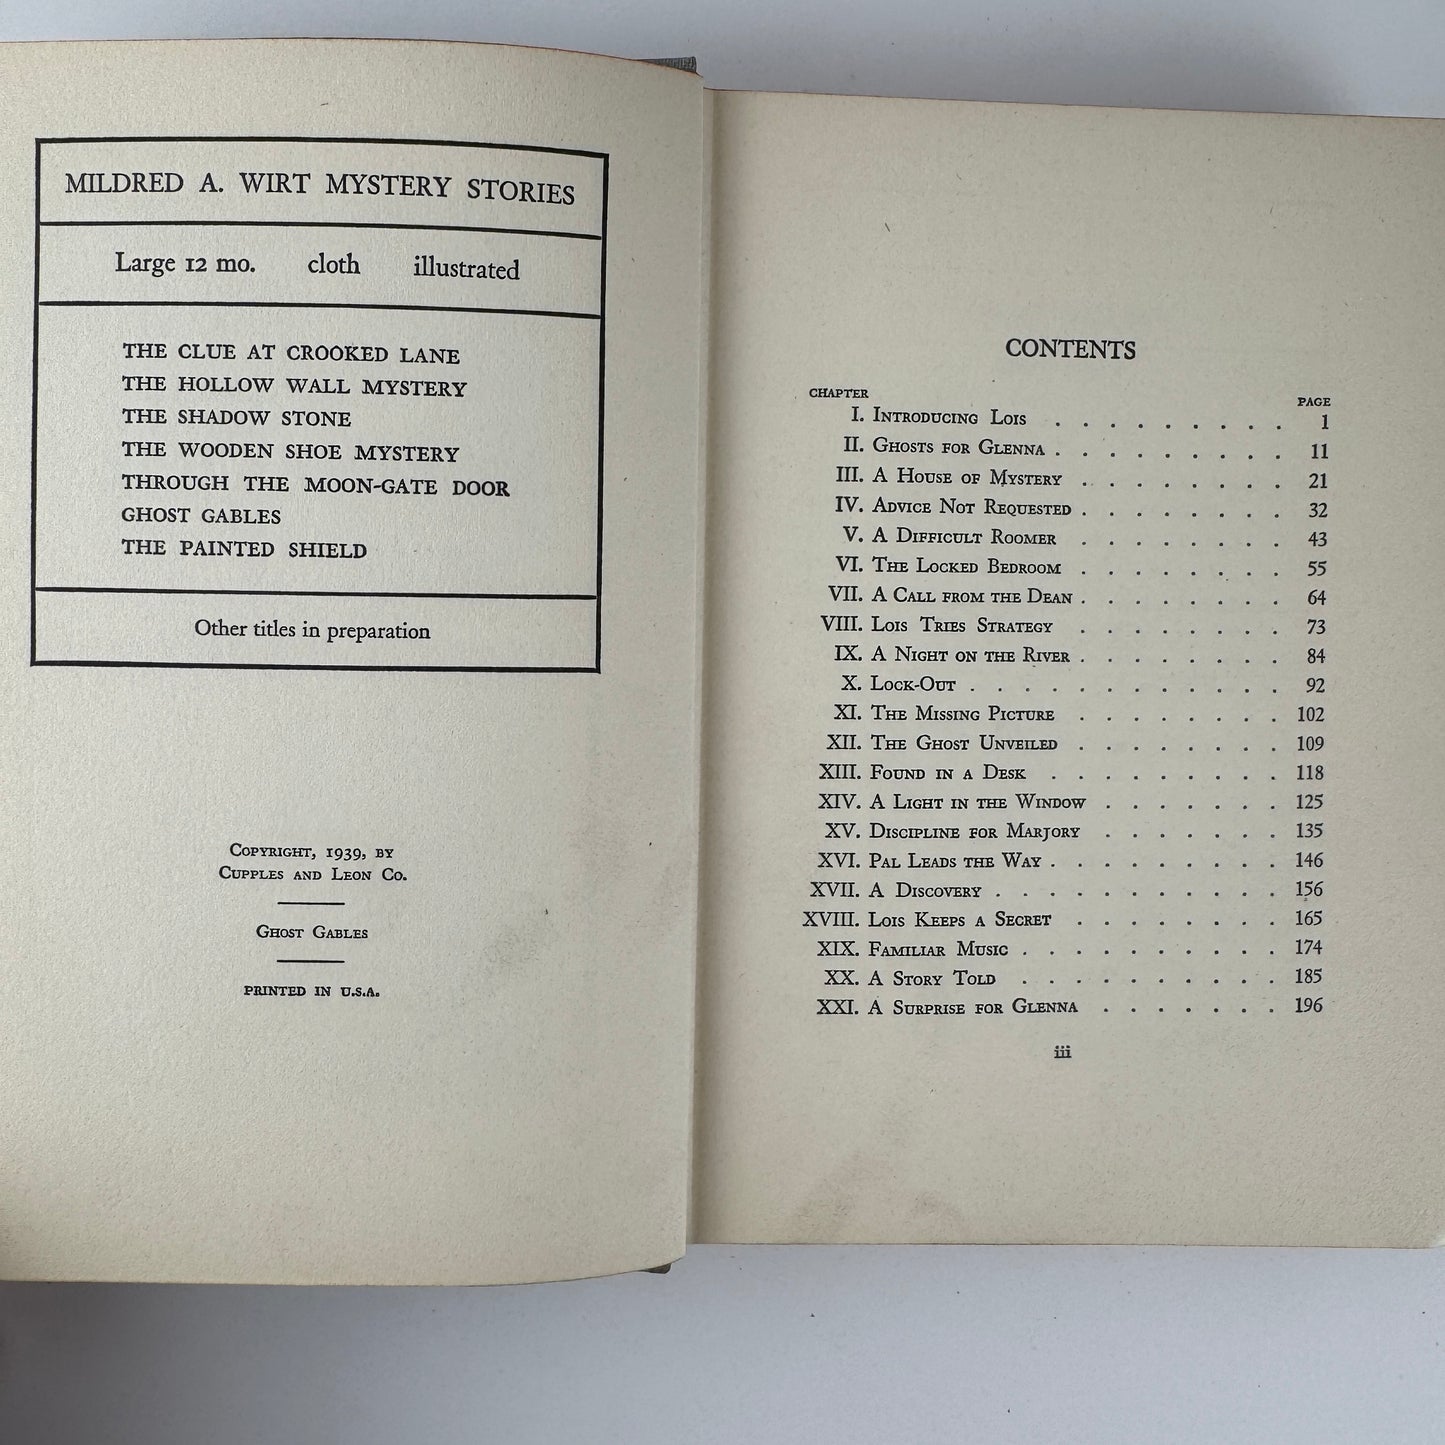 MILDRED A. WIRT MYSTERY STORIES
Large 12 mo. cloth illustrated
THE CLUE AT CROOKED LANE
THE HOLLOW WALL MYSTERY
THE SHADOW STONE
THE WOODEN SHOE MYSTERY
THROUGH THE MOON-GATE DOOR
GHOST GABLES
THE PAINTED SHIELD
Other titles in preparation
COPYRIGHT, 1939, BY
CUPPLES AND LEON CO.
GHOST GABLES
PRINTED IN U.S.A.
CONTENTS
CHAPTER PAGE
I. INTRODUCING LOIS . . . . . . . . . 1
II. GHOSTS FOR GLENNA . . . . . . . . . 11
III. A HOUSE OF MYSTERY . . . . . . . . 21
IV. ADVICE NOT REQUESTED . . . . . . . . 32
V. A DIFFICULT ROOMER . . . . . . . . 43
VI. THE LOCKED BEDROOM . . . . . . . . 55
VII. A CALL FROM THE DEAN . . . . . . . . 64
VIII. LOIS TRIES STRATEGY . . . . . . . . 73
IX. A NIGHT ON THE RIVER . . . . . . . . 84
X. LOCK-OUT . . . . . . . . . . . . 92
XI. THE MISSING PICTURE . . . . . . . . 102
XII. THE GHOST UNVEILED . . . . . . . . 109
XIII. FOUND IN A DESK . . . . . . . . . 118
XIV. A LIGHT IN THE WINDOW . . . . . . . 125
XV. DISCIPLINE FOR MARJORY . . . . . . . 135
XVI. PAL LEADS THE WAY . . . . . . . . . 146
XVII. A DISCOVERY . . . . . . . . . . . 156
XVIII. LOIS KEEPS A SECRET . . . . . . . . 165
XIX. FAMILIAR MUSIC . . . . . . . . . . 174
XX. A STORY TOLD . . . . . . . . . . 185
XXI. A SURPRISE FOR GLENNA . . . . . . . 196
iii